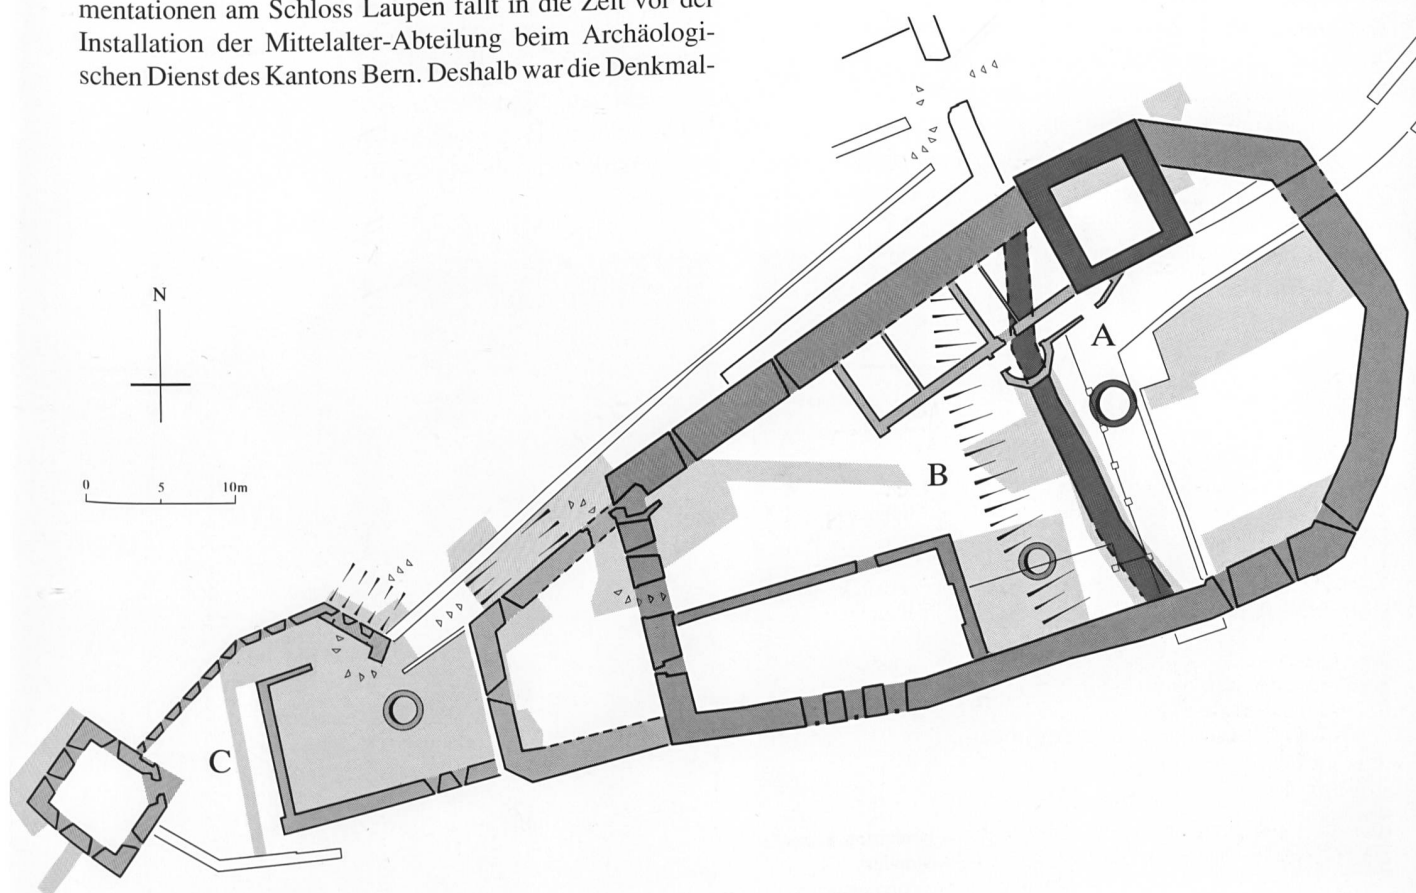 mentationen am Schloss Laupen fällt in die Zeit vor der
Installation der Mittelalter-Abteilung beim Archäologi-
schen Dienst des Kantons Bern. Deshalb war die Denkmal-
N
0 5 10m
A
B
C